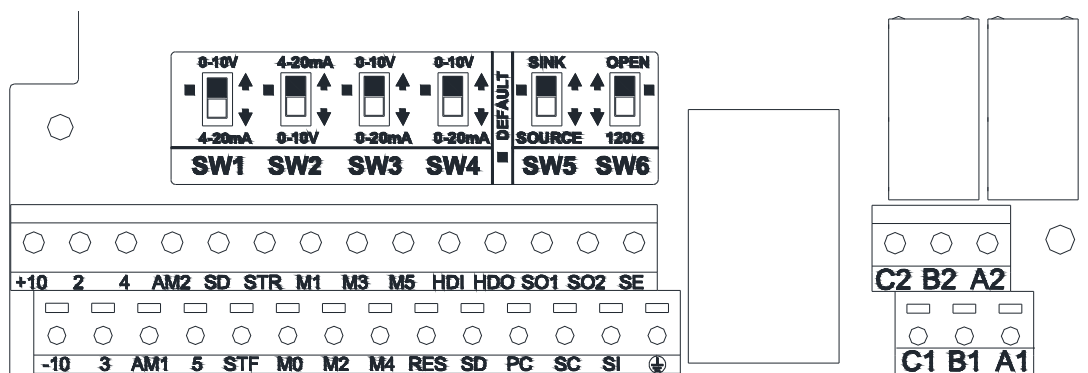 0-10V 4-20mA 0-10V 0-10V SINK OPEN
DEFAULT
4-20mA 0-10V 0-20mA 0-20mA SOURCE 120Ω
SW1 SW2 SW3 SW4 SW5 SW6
+10 2 4 AM2 SD STR M1 M3 M5 HDI HDO SO1 SO2 SE
C2 B2 A2
-10 3 AM1 5 STF M0 M2 M4 RES SD PC SC SI
C1 B1 A1